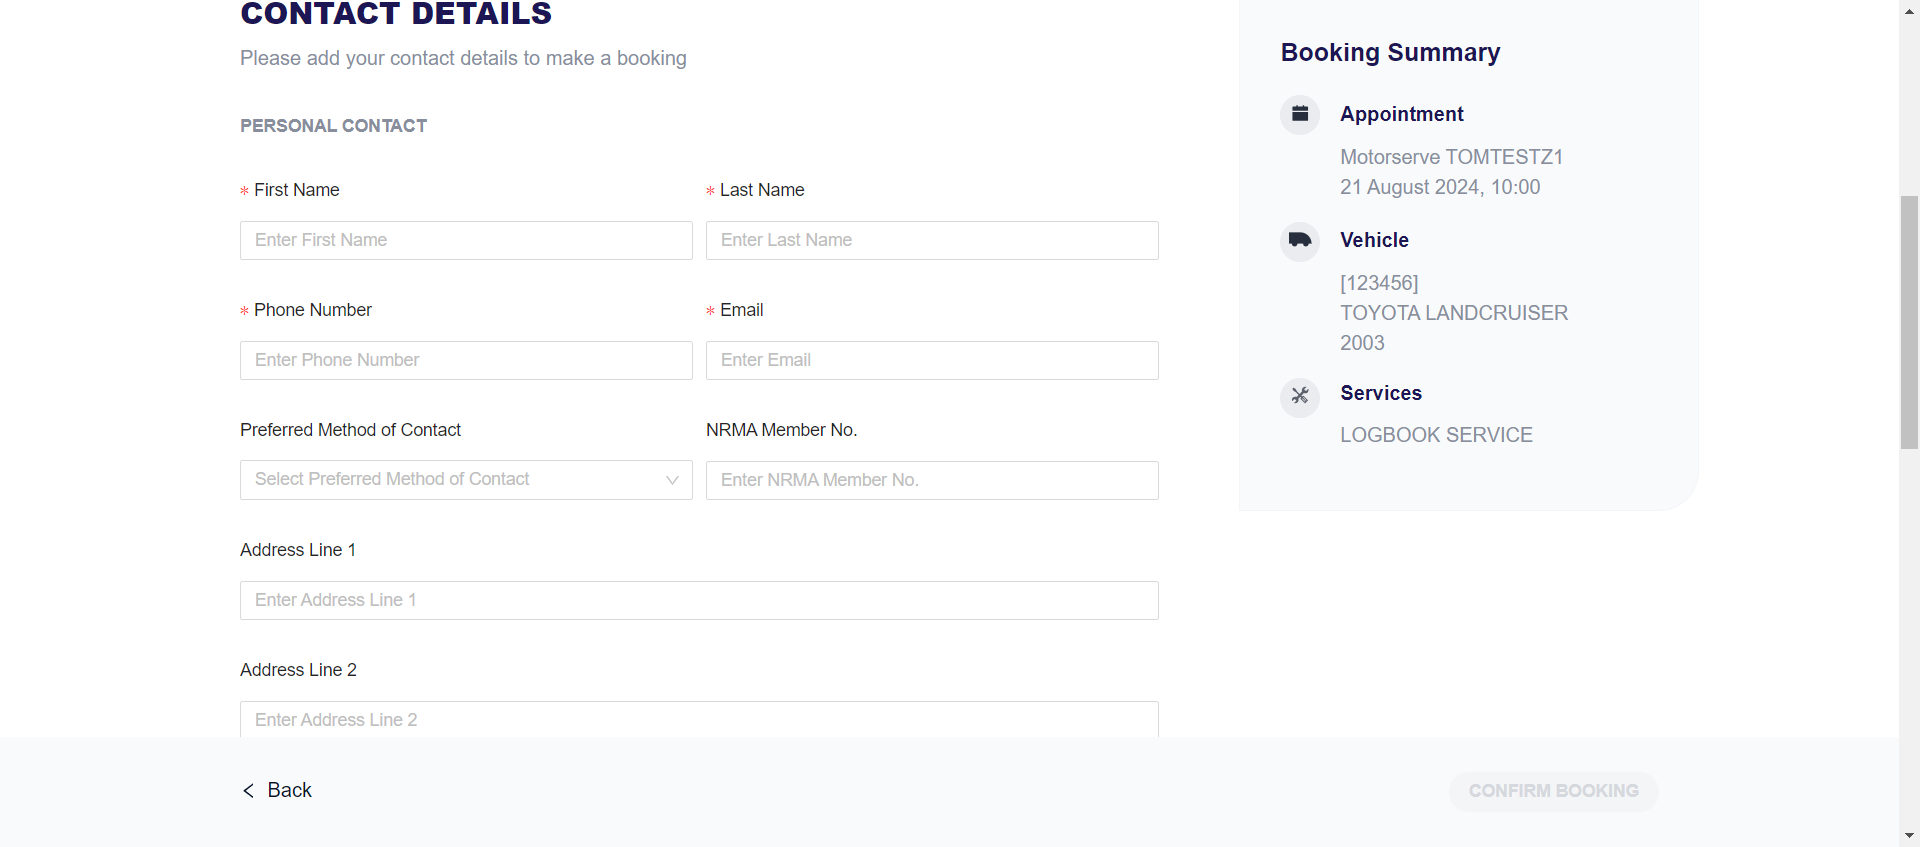 CONTACT DETAILS
Please add your contact details to make a booking
PERSONAL CONTACT
* First Name
Enter First Name
* Last Name
Enter Last Name
* Phone Number
Enter Phone Number
* Email
Enter Email
Preferred Method of Contact
Select Preferred Method of Contact
NRMA Member No.
Enter NRMA Member No.
Address Line 1
Enter Address Line 1
Address Line 2
Enter Address Line 2
Booking Summary
Appointment
Motorserve TOMTESTZ1
21 August 2024, 10:00
Vehicle
[123456]
TOYOTA LANDCRUISER
2003
Services
LOGBOOK SERVICE
Back
CONFIRM BOOKING